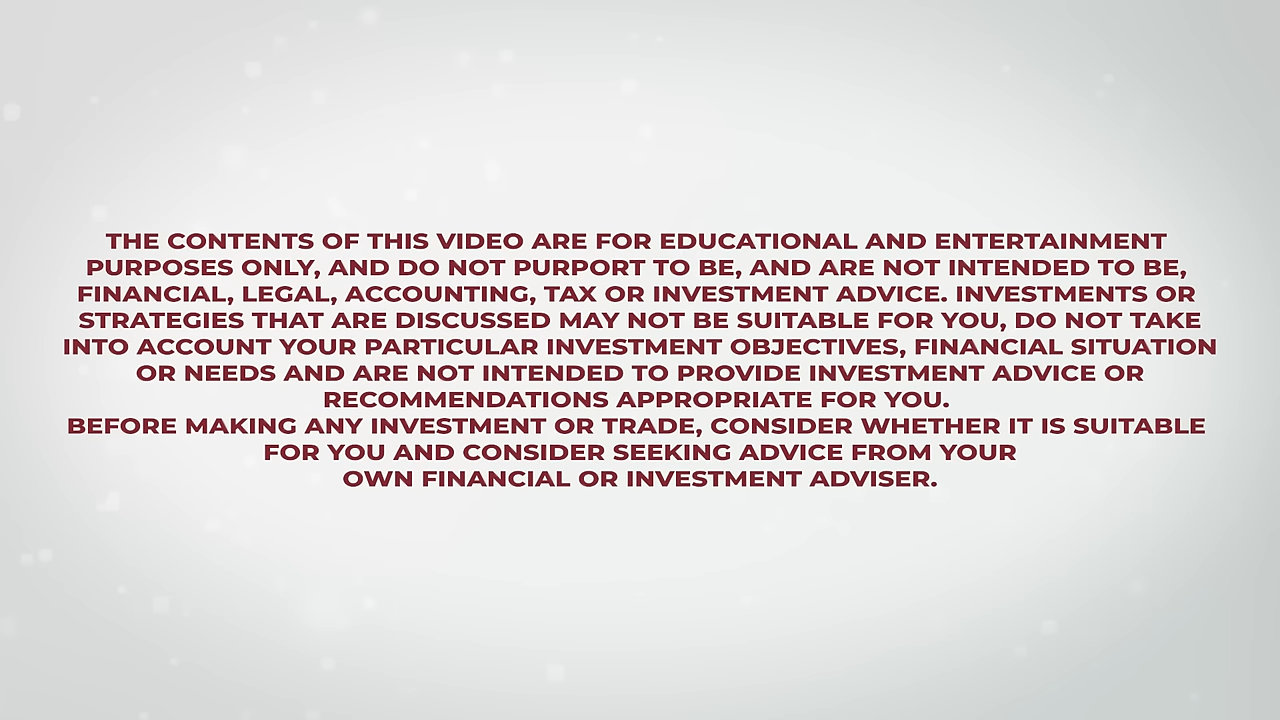 THE CONTENTS OF THIS VIDEO ARE FOR EDUCATIONAL AND ENTERTAINMENT
PURPOSES ONLY, AND DO NOT PURPORT TO BE, AND ARE NOT INTENDED TO BE,
FINANCIAL, LEGAL, ACCOUNTING, TAX OR INVESTMENT ADVICE. INVESTMENTS OR
STRATEGIES THAT ARE DISCUSSED MAY NOT BE SUITABLE FOR YOU, DO NOT TAKE
INTO ACCOUNT YOUR PARTICULAR INVESTMENT OBJECTIVES, FINANCIAL SITUATION
OR NEEDS AND ARE NOT INTENDED TO PROVIDE INVESTMENT ADVICE OR
RECOMMENDATIONS APPROPRIATE FOR YOU.
BEFORE MAKING ANY INVESTMENT OR TRADE, CONSIDER WHETHER IT IS SUITABLE
FOR YOU AND CONSIDER SEEKING ADVICE FROM YOUR
OWN FINANCIAL OR INVESTMENT ADVISER.